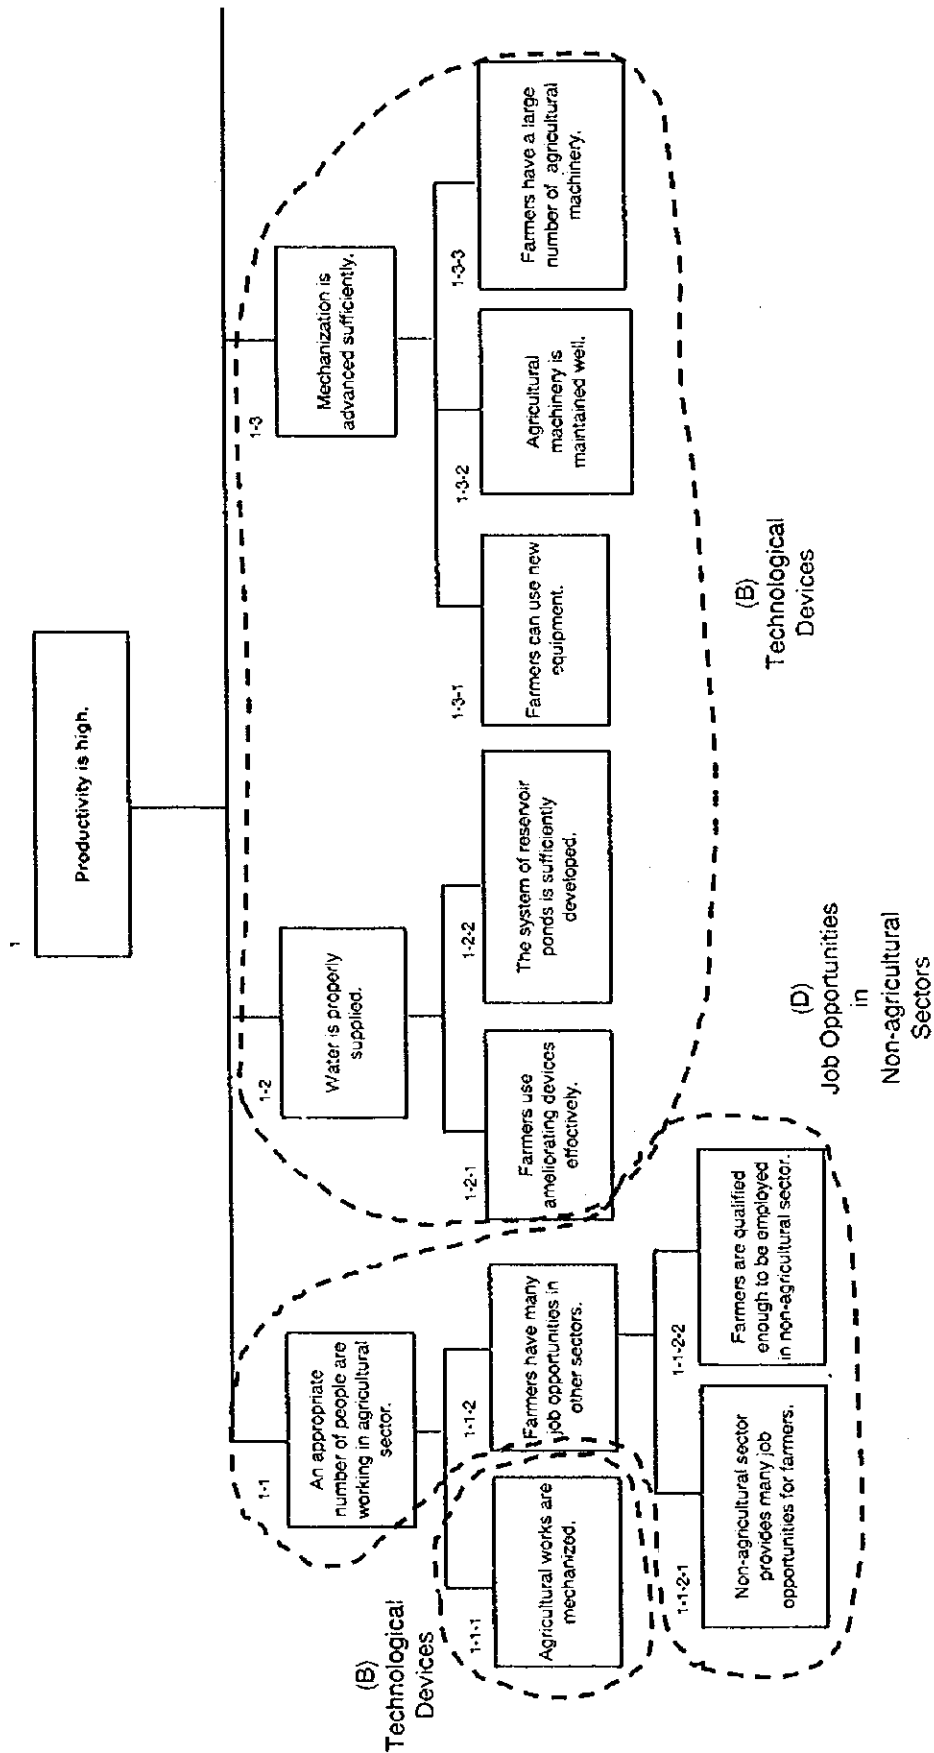 1
Productivity is high.
1-1
An appropriate
number of people are
working in agricultural
sector.
1-2
Water is properly
supplied.
1-3
Mechanization is
advanced sufficiently.
(B)
Technological
Devices
1-1-1
Agricultural works are
mechanized.
1-1-2
Farmers have many
job opportunities in
other sectors.
1-2-1
Farmers use
ameliorating devices
effectively.
1-2-2
The system of reservoir
ponds is sufficiently
developed.
1-3-1
Farmers can use new
equipment.
1-3-2
Agricultural
machinery is
maintained well.
1-3-3
Farmers have a large
number of agricultural
machinery.
1-1-2-1
Non-agricultural sector
provides many job
opportunities for farmers.
1-1-2-2
Farmers are qualified
enough to be employed
in non-agricultural sector.
(D)
Job Opportunities
in
Non-agricultural
Sectors
(B)
Technological
Devices